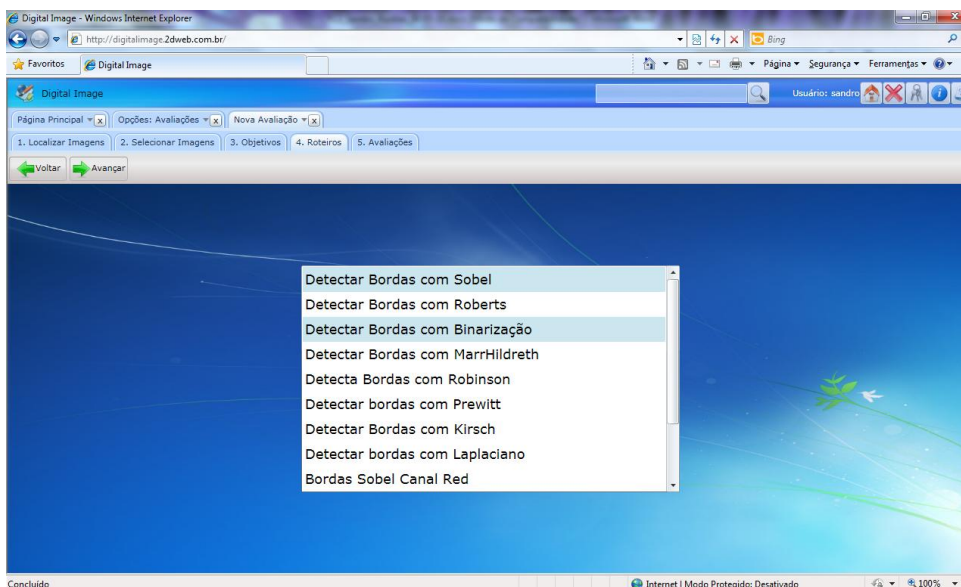 Digital Image - Windows Internet Explorer
http://digitalimage.2dweb.com.br/ Bing
Favoritos Digital Image Página Segurança Ferramentas
Digital Image Usuário: sandro
Página Principal x Opções: Avaliações x Nova Avaliação x
1. Localizar Imagens 2. Selecionar Imagens 3. Objetivos 4. Roteiros 5. Avaliações
Voltar Avançar
Detectar Bordas com Sobel
Detectar Bordas com Roberts
Detectar Bordas com Binarização
Detectar Bordas com MarrHildreth
Detecta Bordas com Robinson
Detectar bordas com Prewitt
Detectar Bordas com Kirsch
Detectar bordas com Laplaciano
Bordas Sobel Canal Red
Concluído Internet | Modo Protegido: Desativado 100%